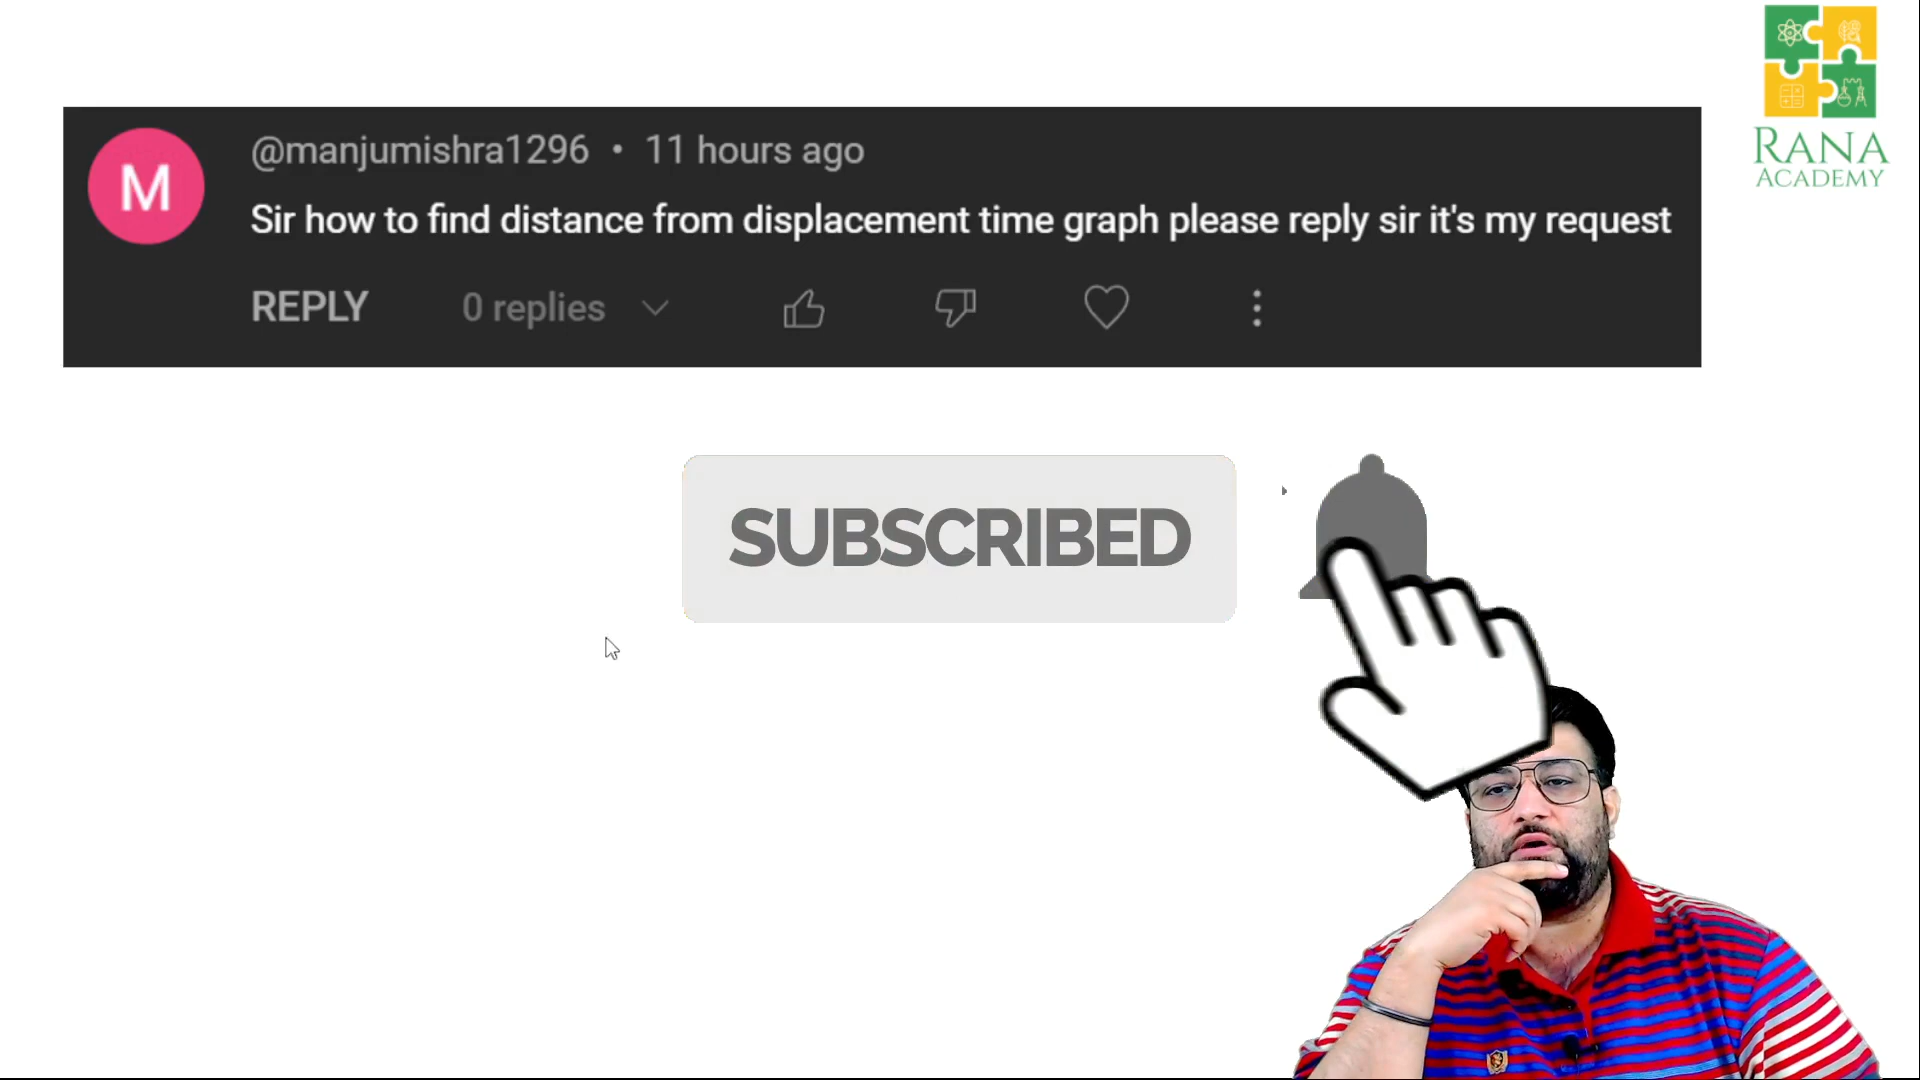 RANA
ACADEMY
M
@manjumishra1296 • 11 hours ago
Sir how to find distance from displacement time graph please reply sir it's my request
REPLY 0 replies
SUBSCRIBED